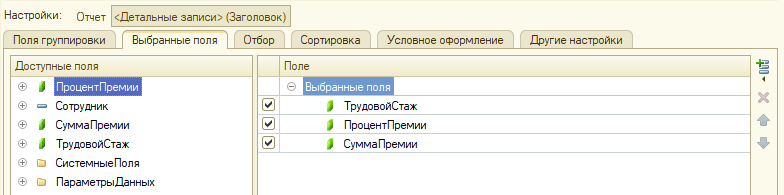 Настройки: Отчет <Детальные записи> (Заголовок)
Поля группировки Выбранные поля Отбор Сортировка Условное оформление Другие настройки
Доступные поля Поле
ПроцентПремии Выбранные поля
Сотрудник ТрудовойСтаж
СуммаПремии ПроцентПремии
ТрудовойСтаж СуммаПремии
СистемныеПоля
ПараметрыДанных